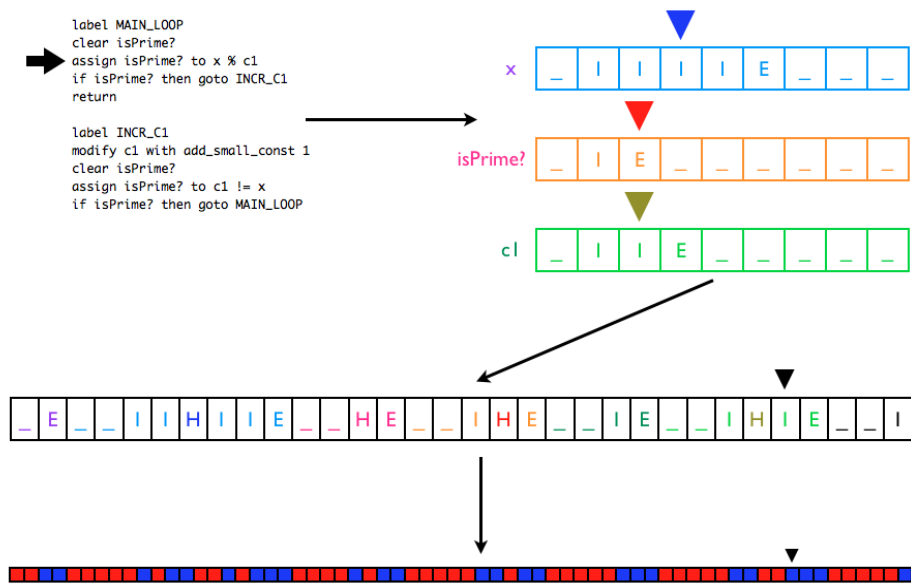 label MAIN_LOOP
clear isPrime?
assign isPrime? to x % c1
if isPrime? then goto INCR_C1
return
label INCR_C1
modify c1 with add_small_const 1
clear isPrime?
assign isPrime? to c1 != x
if isPrime? then goto MAIN_LOOP
x _ I I I I E _ _ _
isPrime? _ I E _ _ _ _ _ _
c1 _ I I E _ _ _ _ _
_ E _ _ I I H I I E _ _ H E _ _ I H E _ _ I E _ _ I H I E _ _ I